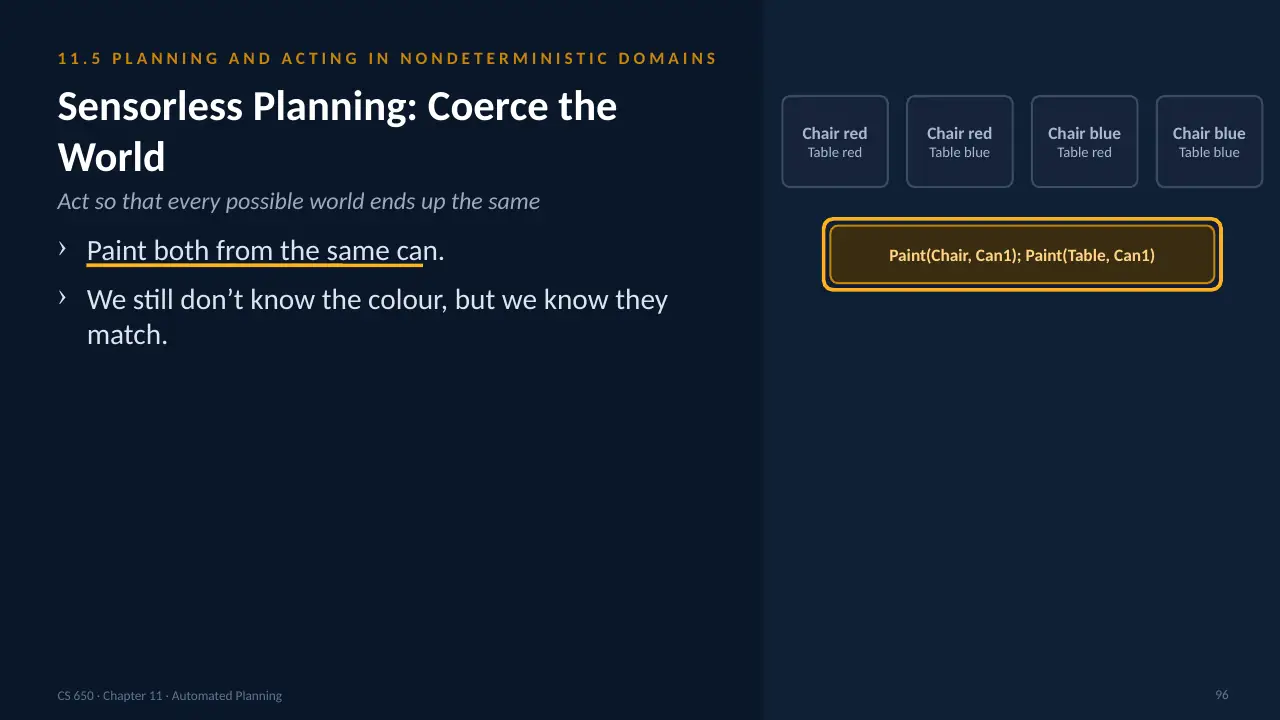 11.5 PLANNING AND ACTING IN NONDETERMINISTIC DOMAINS
Sensorless Planning: Coerce the
World
Act so that every possible world ends up the same
› Paint both from the same can.
› We still don’t know the colour, but we know they
match.
Chair red
Table red
Chair red
Table blue
Chair blue
Table red
Chair blue
Table blue
Paint(Chair, Can1); Paint(Table, Can1)
CS 650 · Chapter 11 · Automated Planning
96